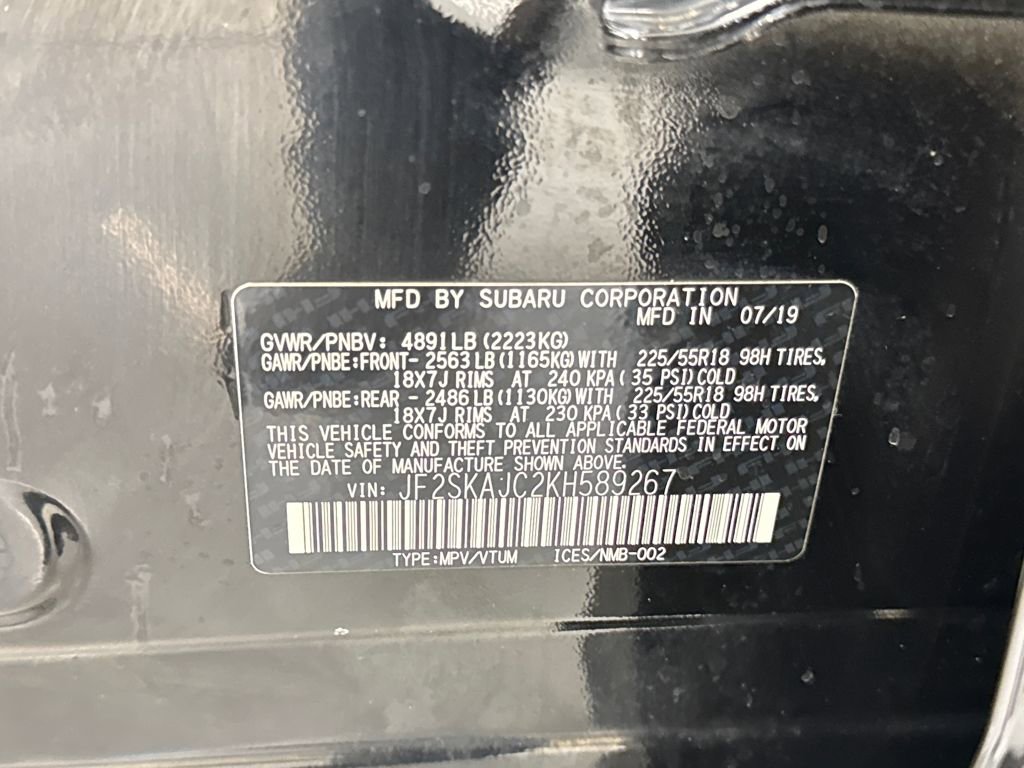 MFD BY SUBARU CORPORATION
MFD IN 07/19
GVWR/PNBV: 4891LB (2223KG)
GAWR/PNBE:FRONT- 2563LB (1165KG) WITH 225/55R18 98H TIRES,
18X7J RIMS AT 240 KPA ( 35 PSI) COLD
GAWR/PNBE:REAR - 2486LB (1130KG) WITH 225/55R18 98H TIRES,
18X7J RIMS AT 230 KPA ( 33 PSI) COLD
THIS VEHICLE CONFORMS TO ALL APPLICABLE FEDERAL MOTOR
VEHICLE SAFETY AND THEFT PREVENTION STANDARDS IN EFFECT ON
THE DATE OF MANUFACTURE SHOWN ABOVE.
VIN: JF2SKAJC2KH589267
TYPE:MPV/VTUM ICES/NMB-002